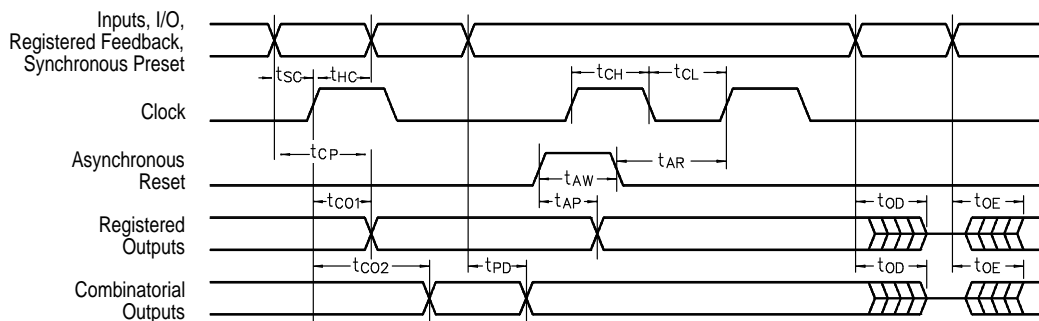 Inputs, I/O,
Registered Feedback,
Synchronous Preset
tSC
tHC
tCH
tCL
Clock
tCP
Asynchronous
Reset
tAW
tAR
tCO1
tAP
tOD
tOE
Registered
Outputs
tCO2
tPD
tOD
tOE
Combinatorial
Outputs